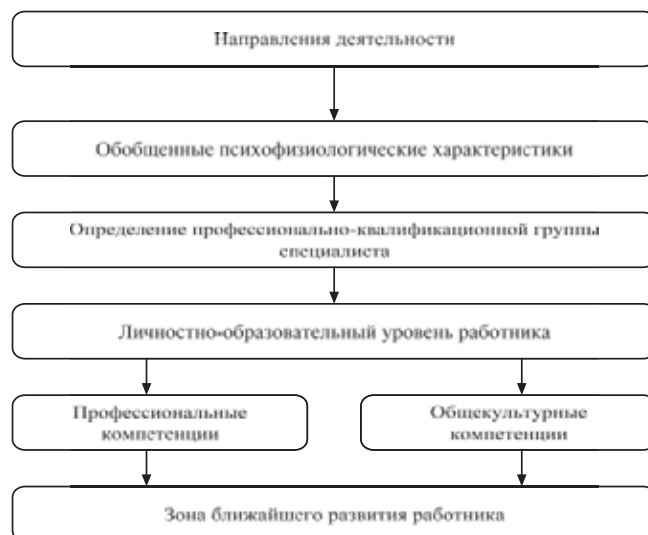 Направления деятельности
Обобщенные психофизиологические характеристики
Определение профессионально-квалификационной группы
специалиста
Личностно-образовательный уровень работника
Профессиональные
компетенции
Общекультурные
компетенции
Зона ближайшего развития работника